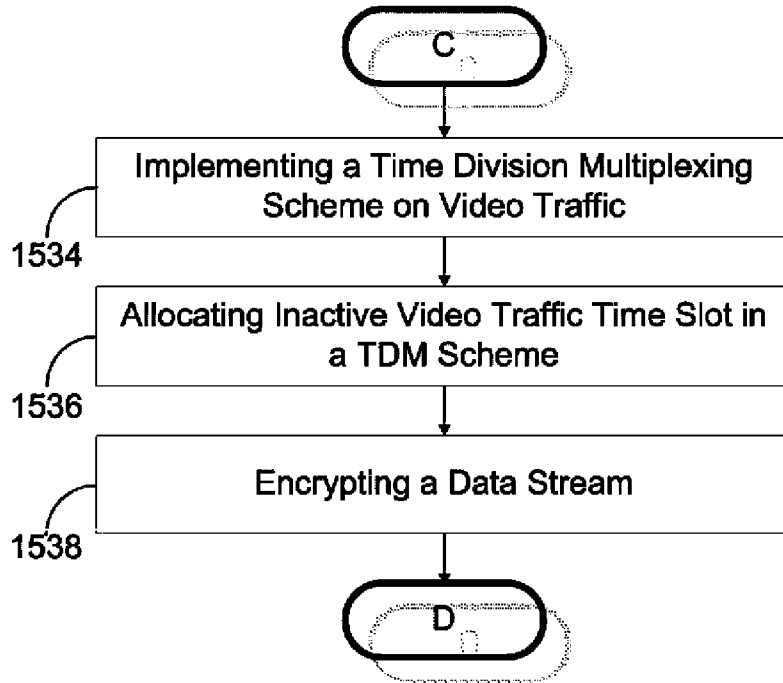 C
Implementing a Time Division Multiplexing
Scheme on Video Traffic
1534
Allocating Inactive Video Traffic Time Slot in
a TDM Scheme
1536
Encrypting a Data Stream
1538
D